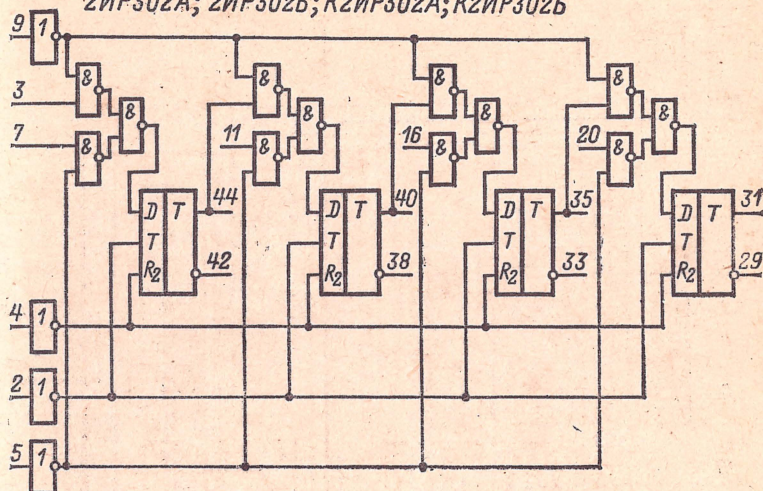 2ИР302А; 2ИР302Б; К2ИР302А; К2ИР302Б
9 1
& & & &
3 & & & &
7 & 11 & 16 & 20 &
D T 44 D T 40 D T 35 D T 31
T T T T
R2 42 R2 38 R2 33 R2 29
4 1
2 1
5 1